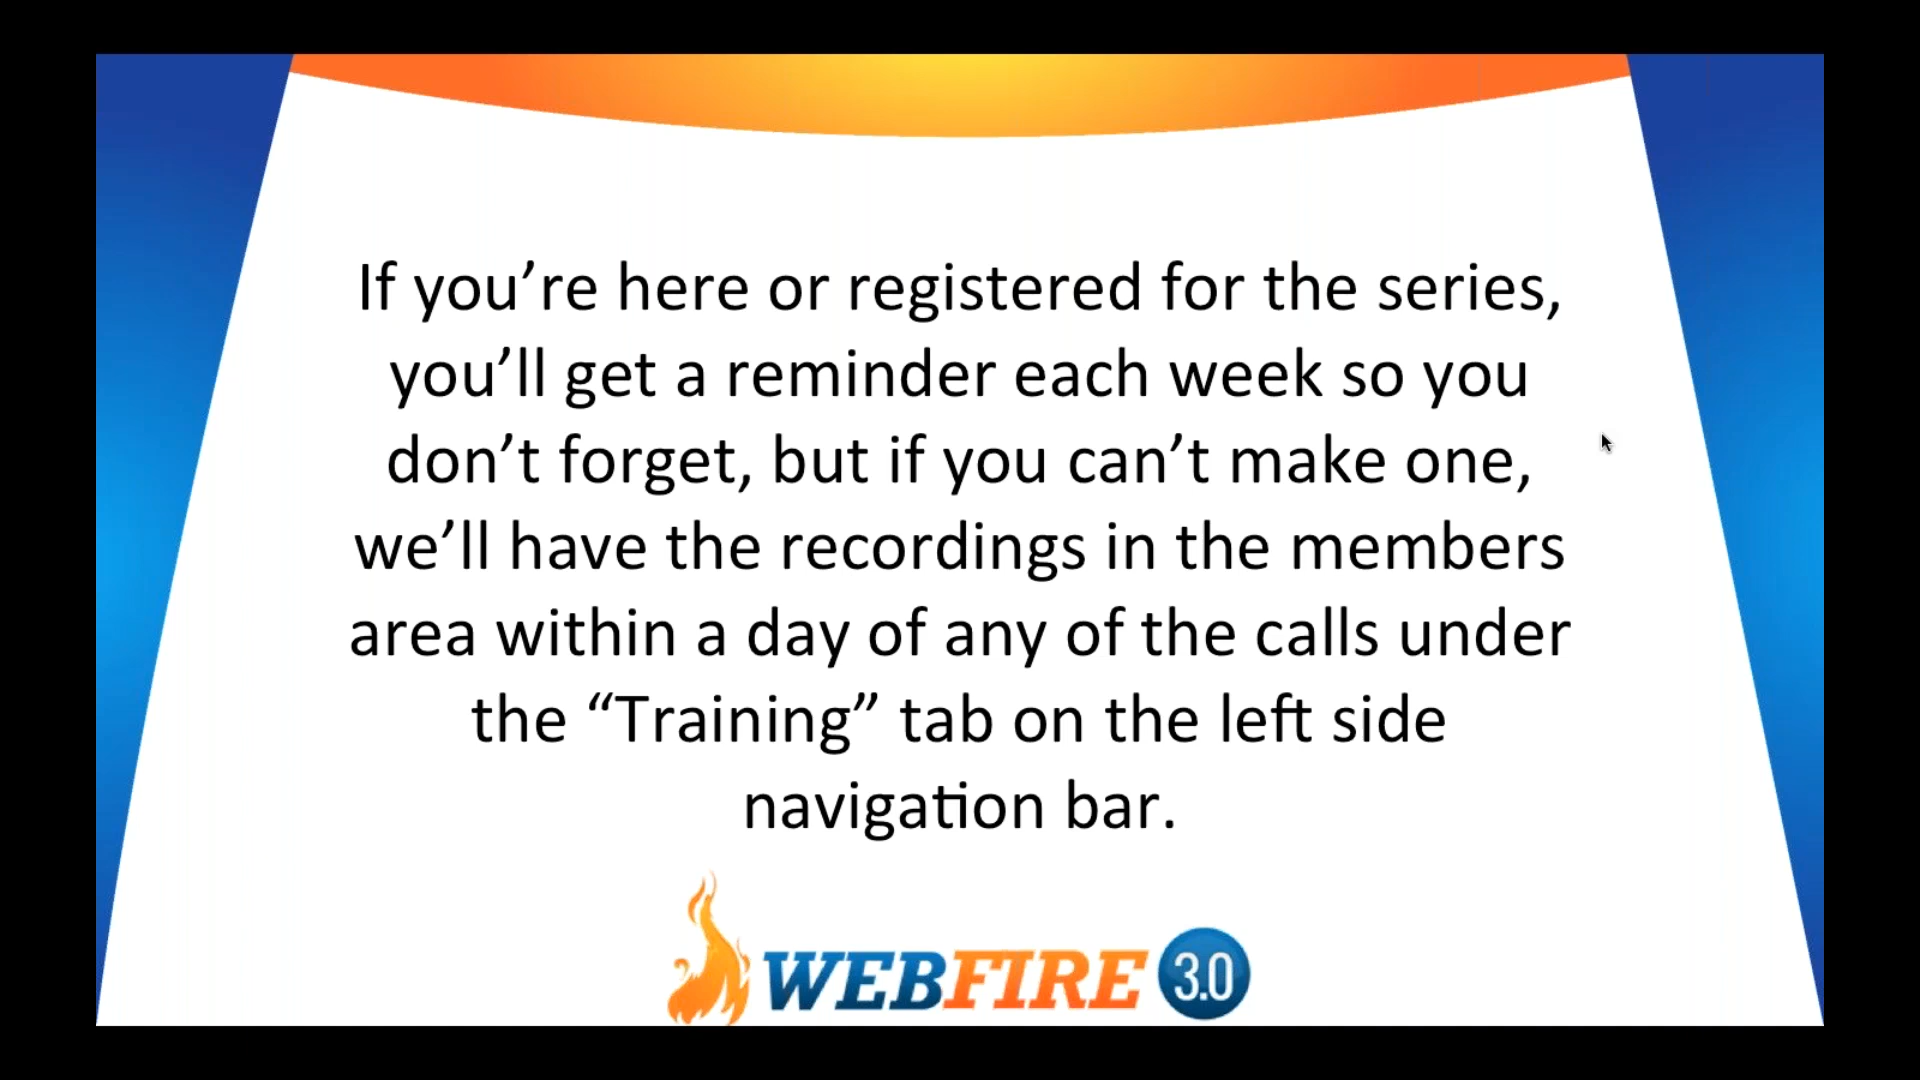 If you’re here or registered for the series,
you’ll get a reminder each week so you
don’t forget, but if you can’t make one,
we’ll have the recordings in the members
area within a day of any of the calls under
the “Training” tab on the left side
navigation bar.
WEBFIRE 3.0